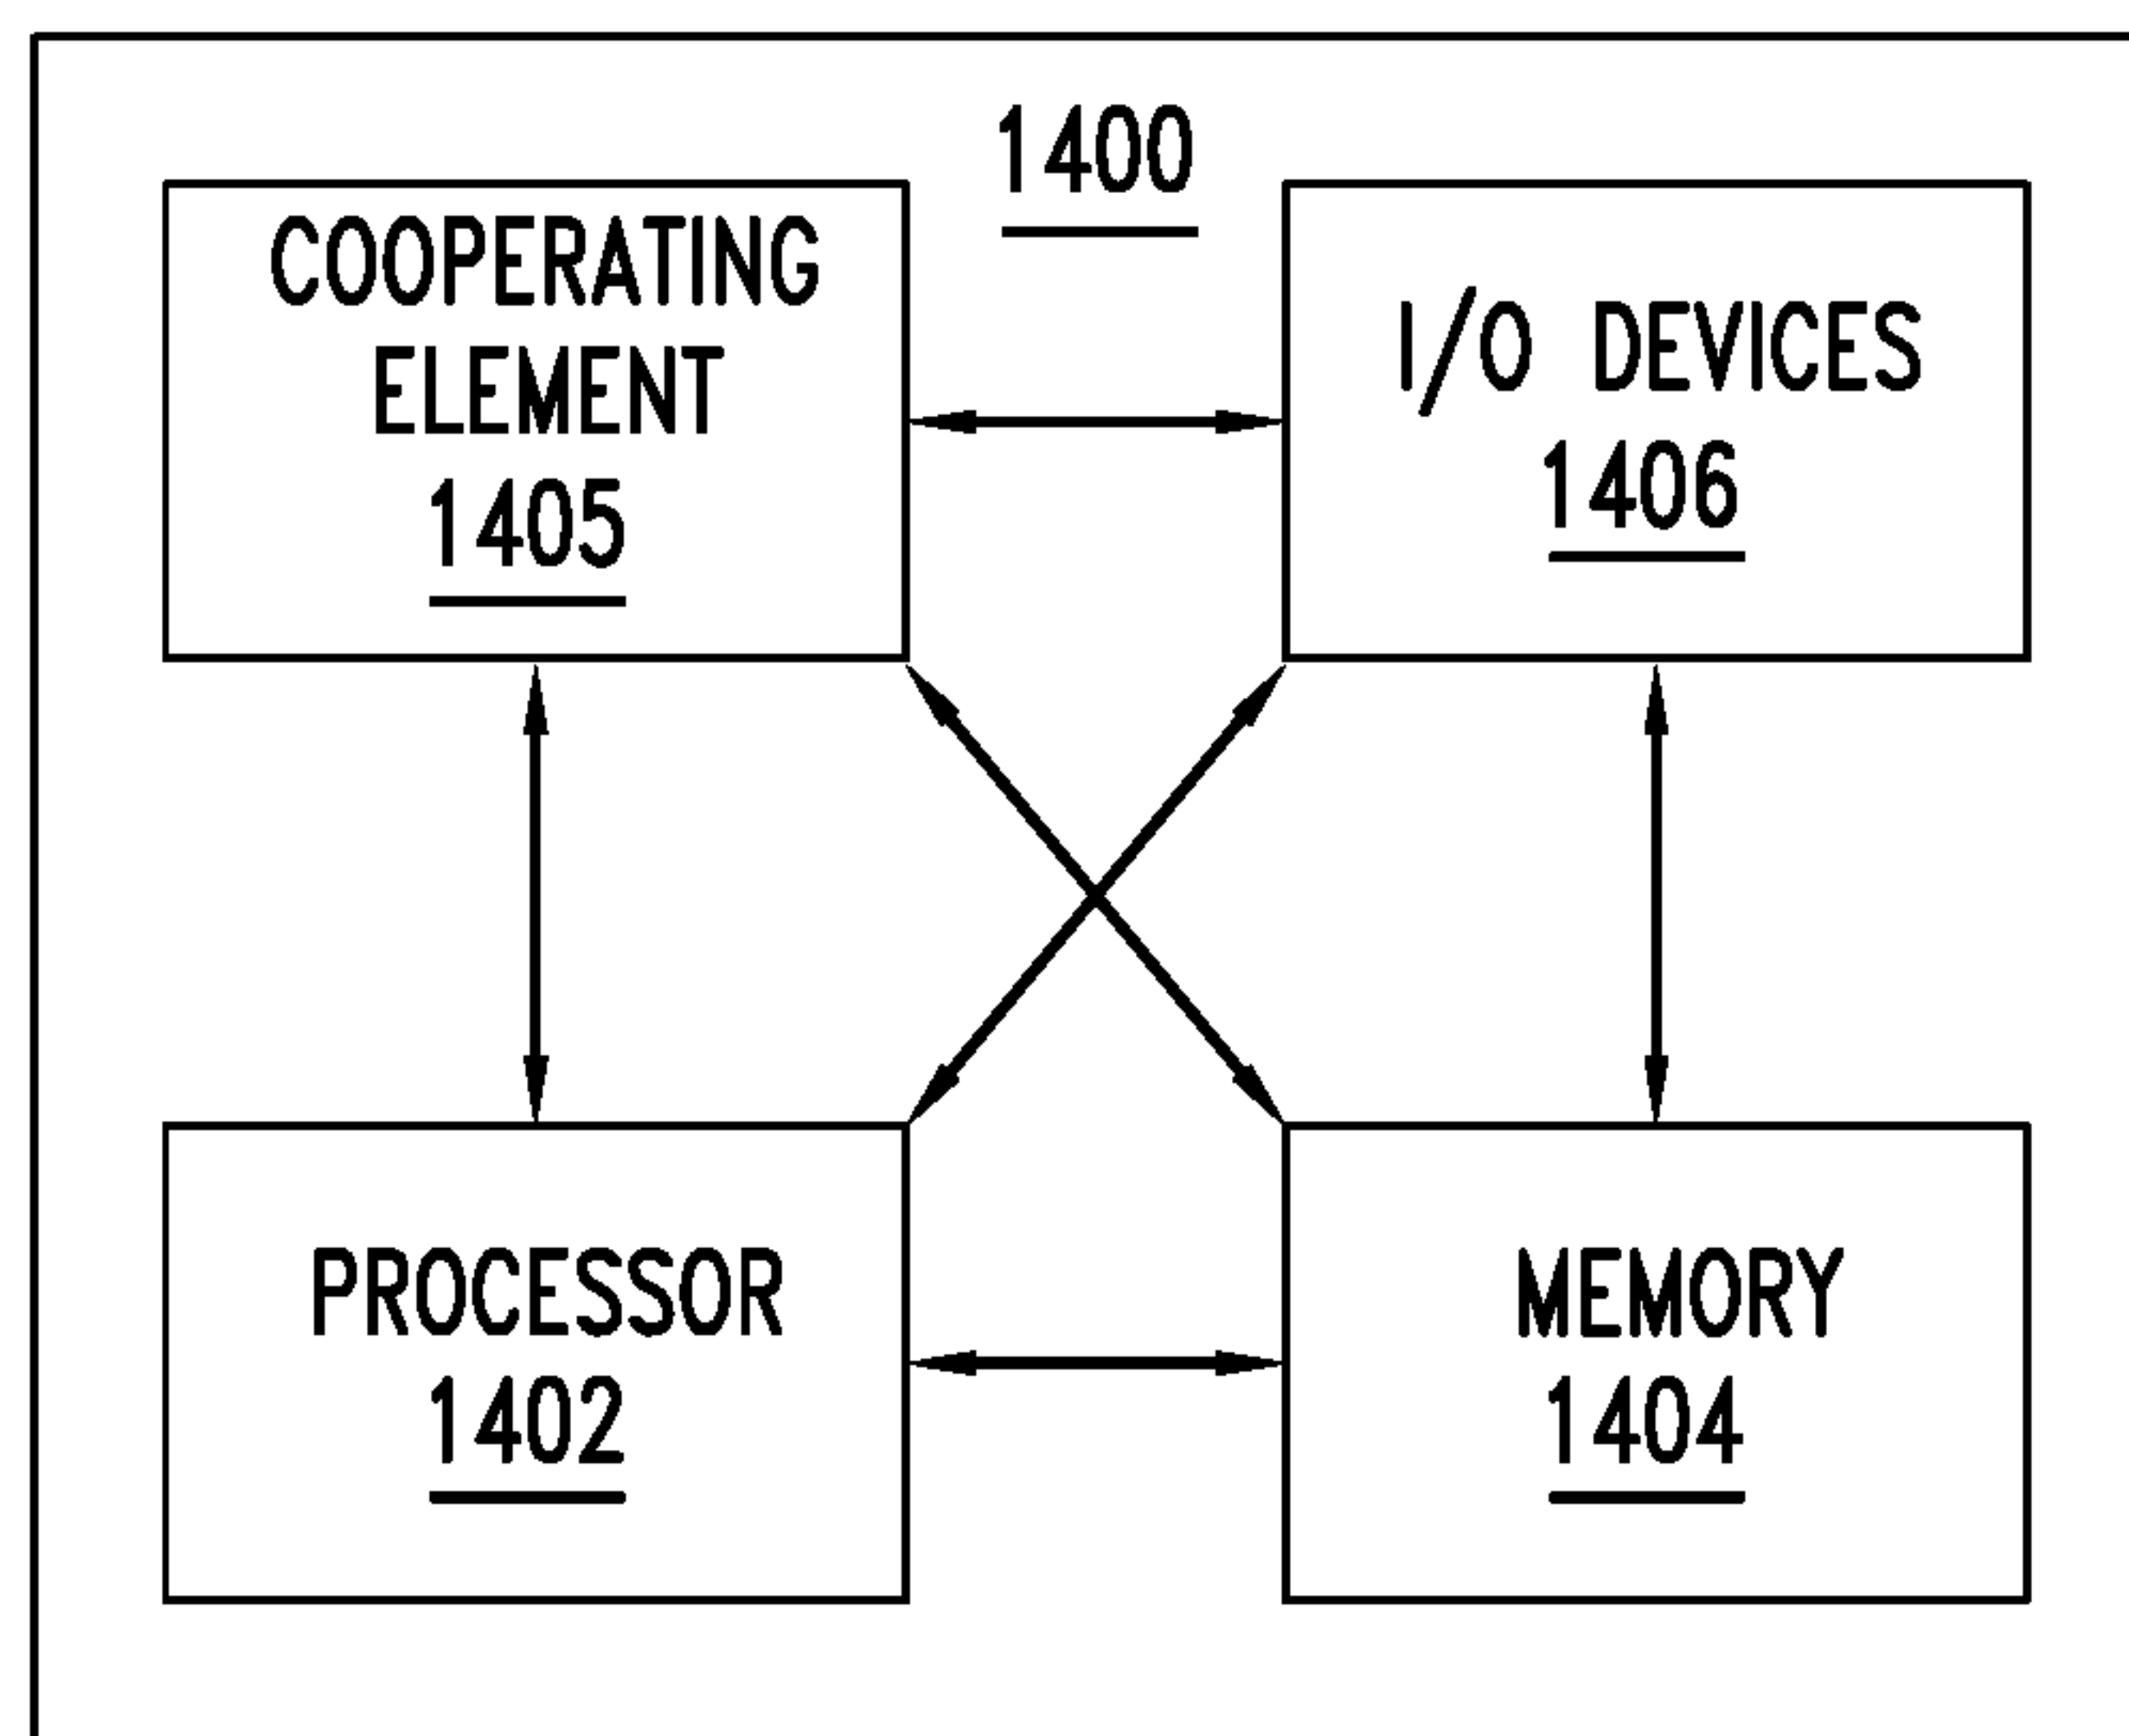 1400
COOPERATING
ELEMENT
1405
I/O DEVICES
1406
PROCESSOR
1402
MEMORY
1404